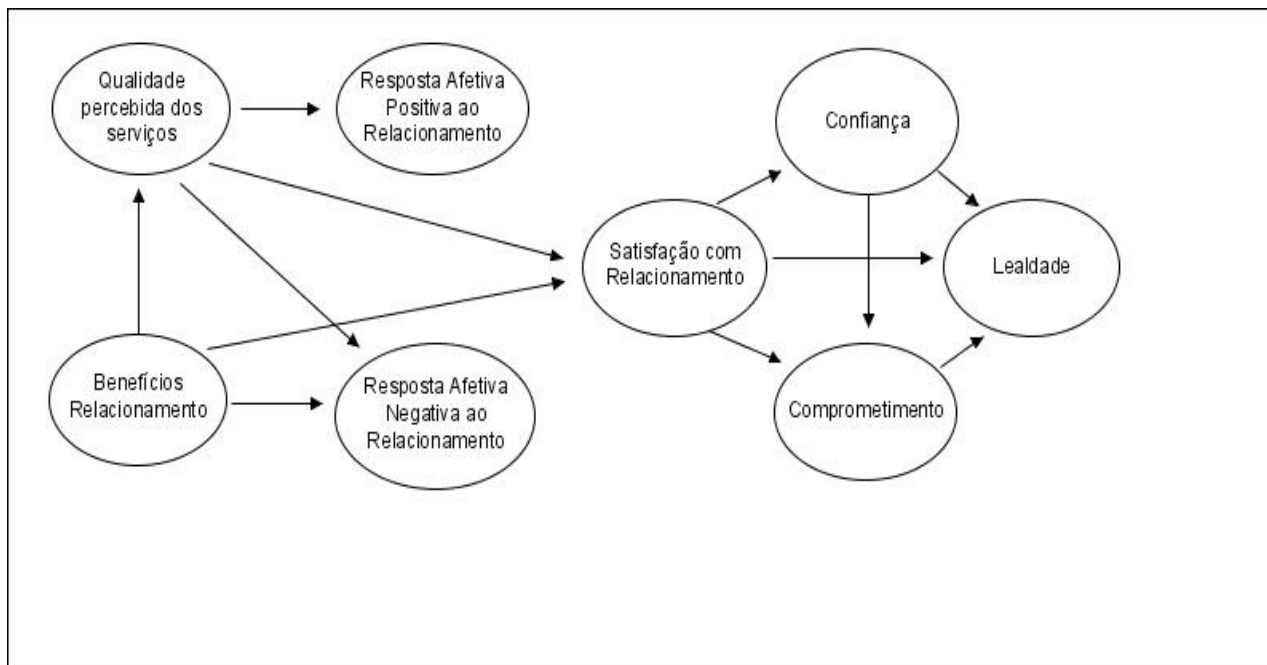 Qualidade
percebida dos
serviços
Resposta Afetiva
Positiva ao
Relacionamento
Confiança
Satisfação com
Relacionamento
Lealdade
Benefícios
Relacionamento
Resposta Afetiva
Negativa ao
Relacionamento
Comprometimento